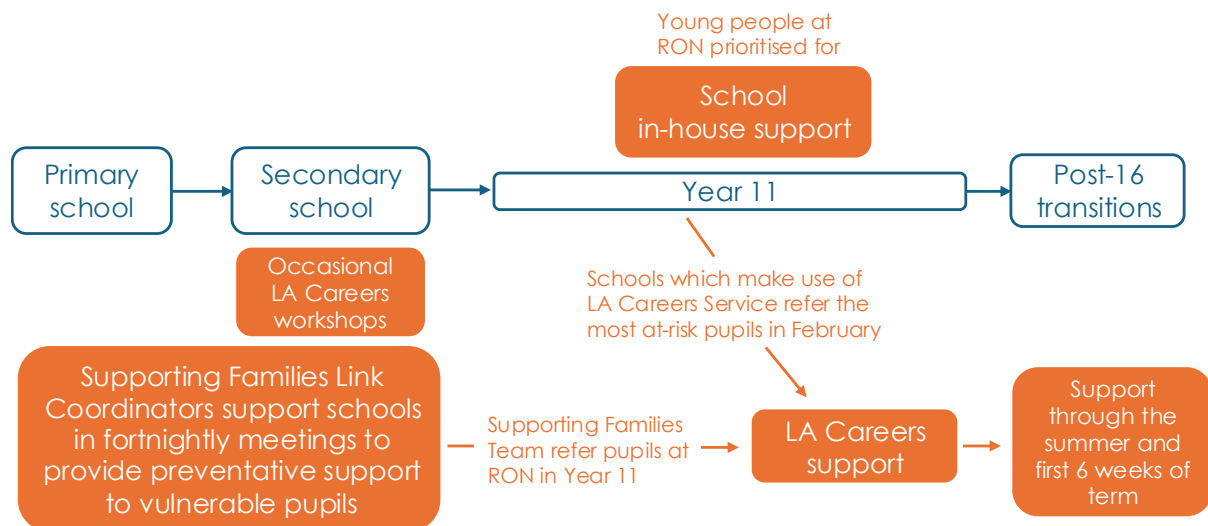 Young people at
RON prioritised for
School
in-house support
Primary
school
Secondary
school
Year 11
Post-16
transitions
Occasional
LA Careers
workshops
Schools which make use of
LA Careers Service refer the
most at-risk pupils in February
Supporting Families Link
Coordinators support schools
in fortnightly meetings to
provide preventative support
to vulnerable pupils
Supporting Families
Team refer pupils at
RON in Year 11
LA Careers
support
Support
through the
summer and
first 6 weeks of
term